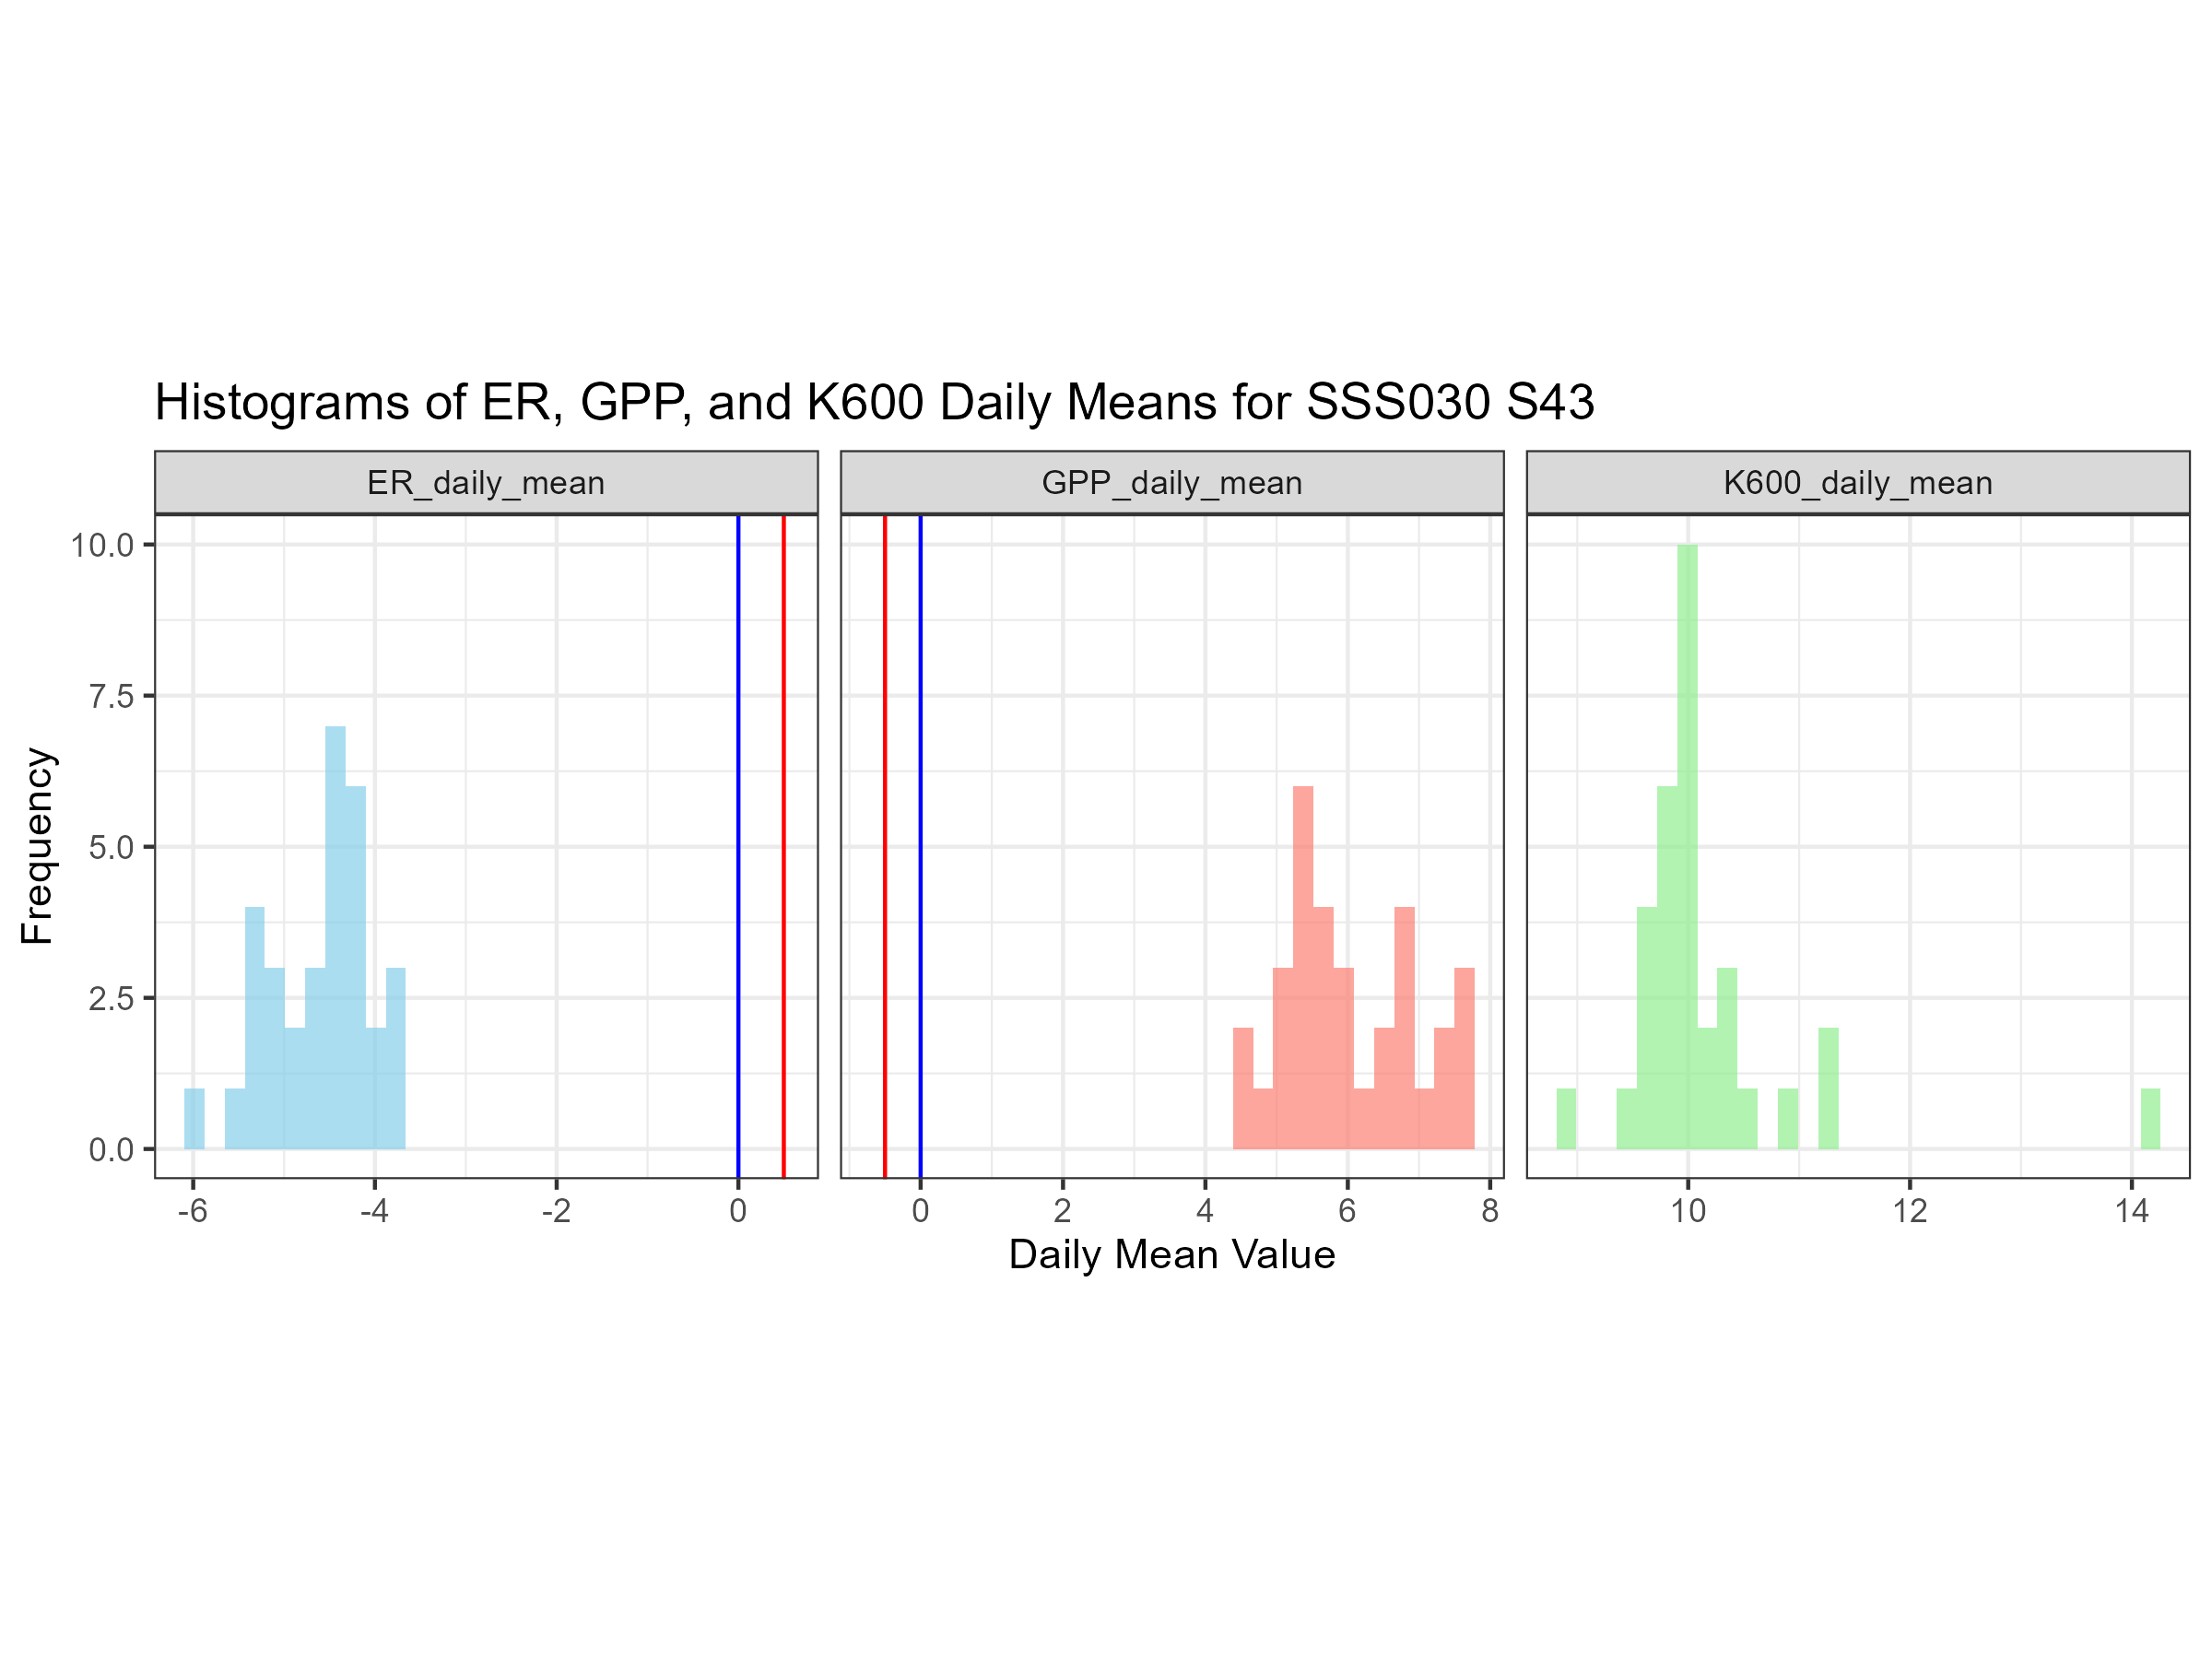 Histograms of ER, GPP, and K600 Daily Means for SSS030 S43
ER_daily_mean GPP_daily_mean K600_daily_mean
10.0
7.5
5.0
2.5
0.0
Frequency
-6 -4 -2 0 0 2 4 6 8 10 12 14
Daily Mean Value